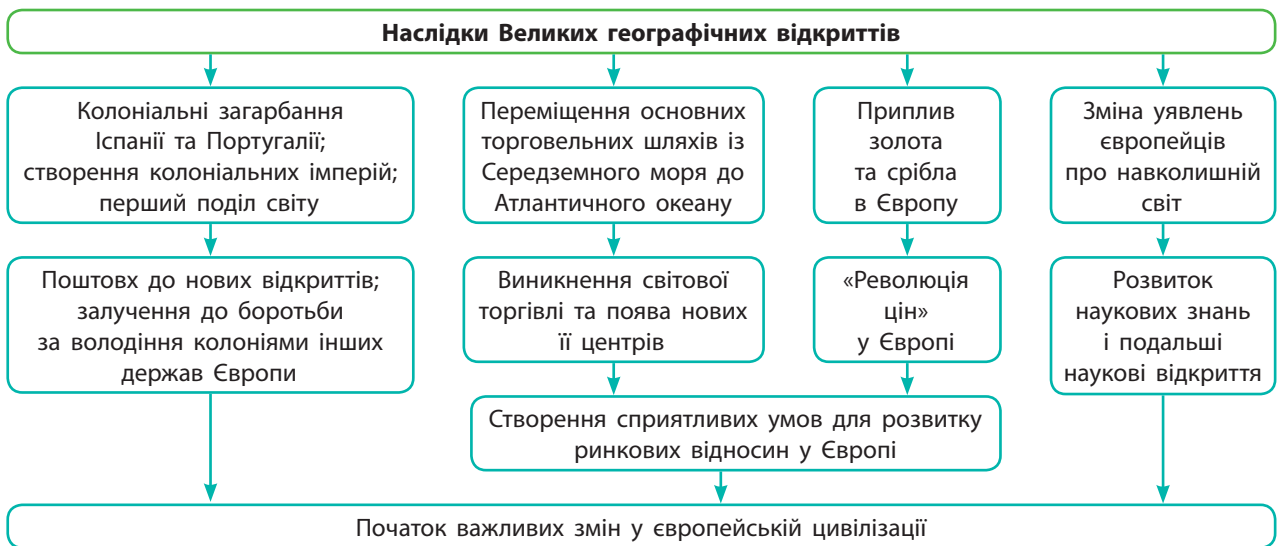 Наслідки Великих географічних відкриттів
Колоніальні загарбання
Іспанії та Португалії;
створення колоніальних імперій;
перший поділ світу
Переміщення основних
торговельних шляхів із
Середземного моря до
Атлантичного океану
Приплив
золота
та срібла
в Європу
Зміна уявлень
європейців
про навколишній
світ
Поштовх до нових відкриттів;
залучення до боротьби
за володіння колоніями інших
держав Європи
Виникнення світової
торгівлі та поява нових
її центрів
«Революція
цін»
у Європі
Розвиток
наукових знань
і подальші
наукові відкриття
Створення сприятливих умов для розвитку
ринкових відносин у Європі
Початок важливих змін у європейській цивілізації